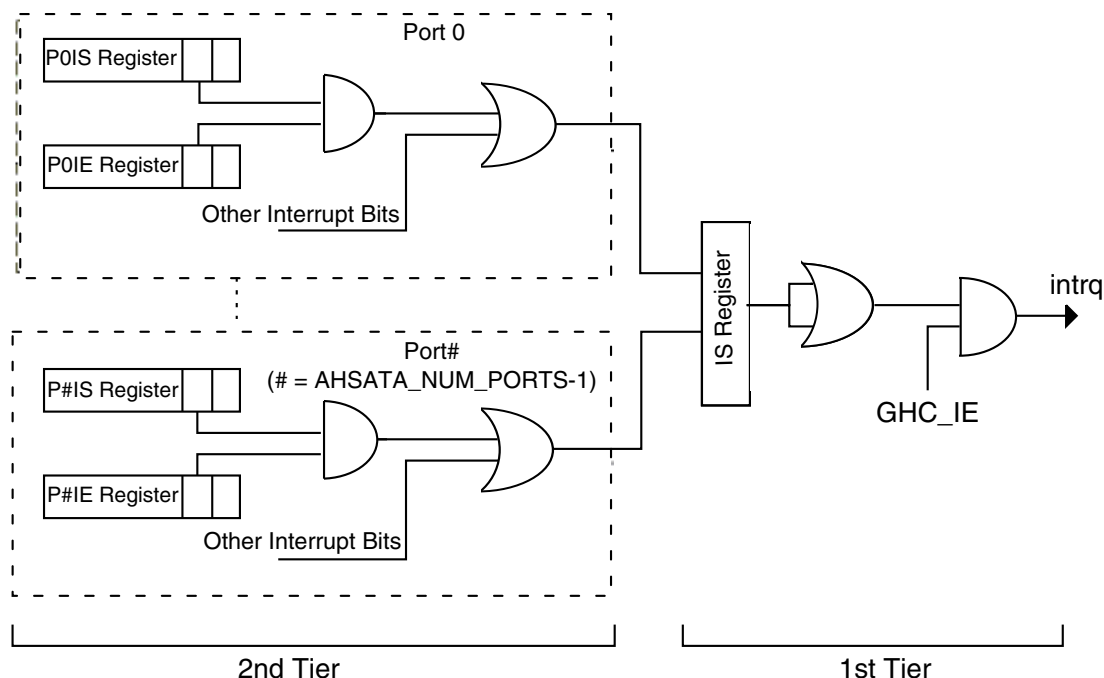 Port 0
P0IS Register
P0IE Register
Other Interrupt Bits
Port#
(# = AHSATA_NUM_PORTS-1)
P#IS Register
P#IE Register
Other Interrupt Bits
IS Register
intrq
GHC_IE
2nd Tier
1st Tier